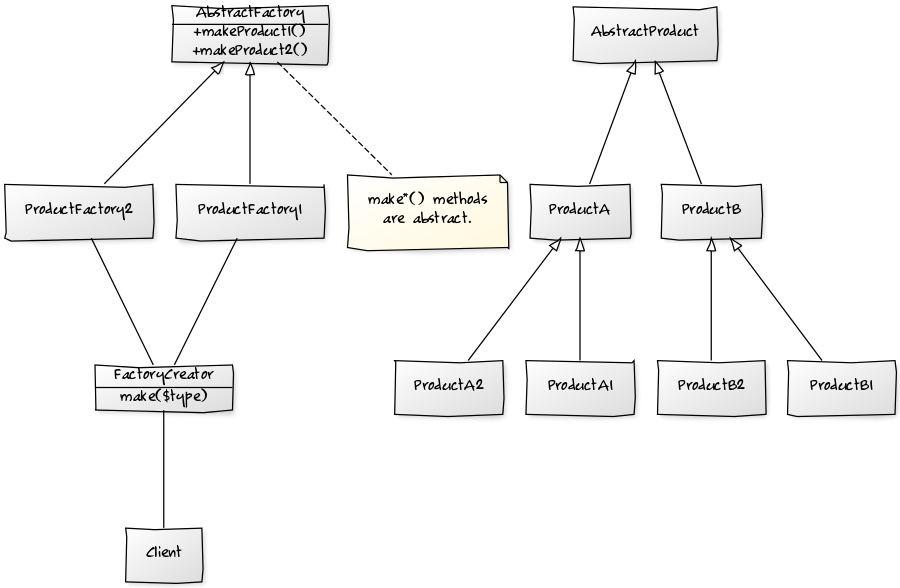 AbstractFactory
+makeProduct1()
+makeProduct2()
AbstractProduct
ProductFactory2
ProductFactory1
make*() methods
are abstract.
ProductA
ProductB
FactoryCreator
make($type)
ProductA2
ProductA1
ProductB2
ProductB1
Client